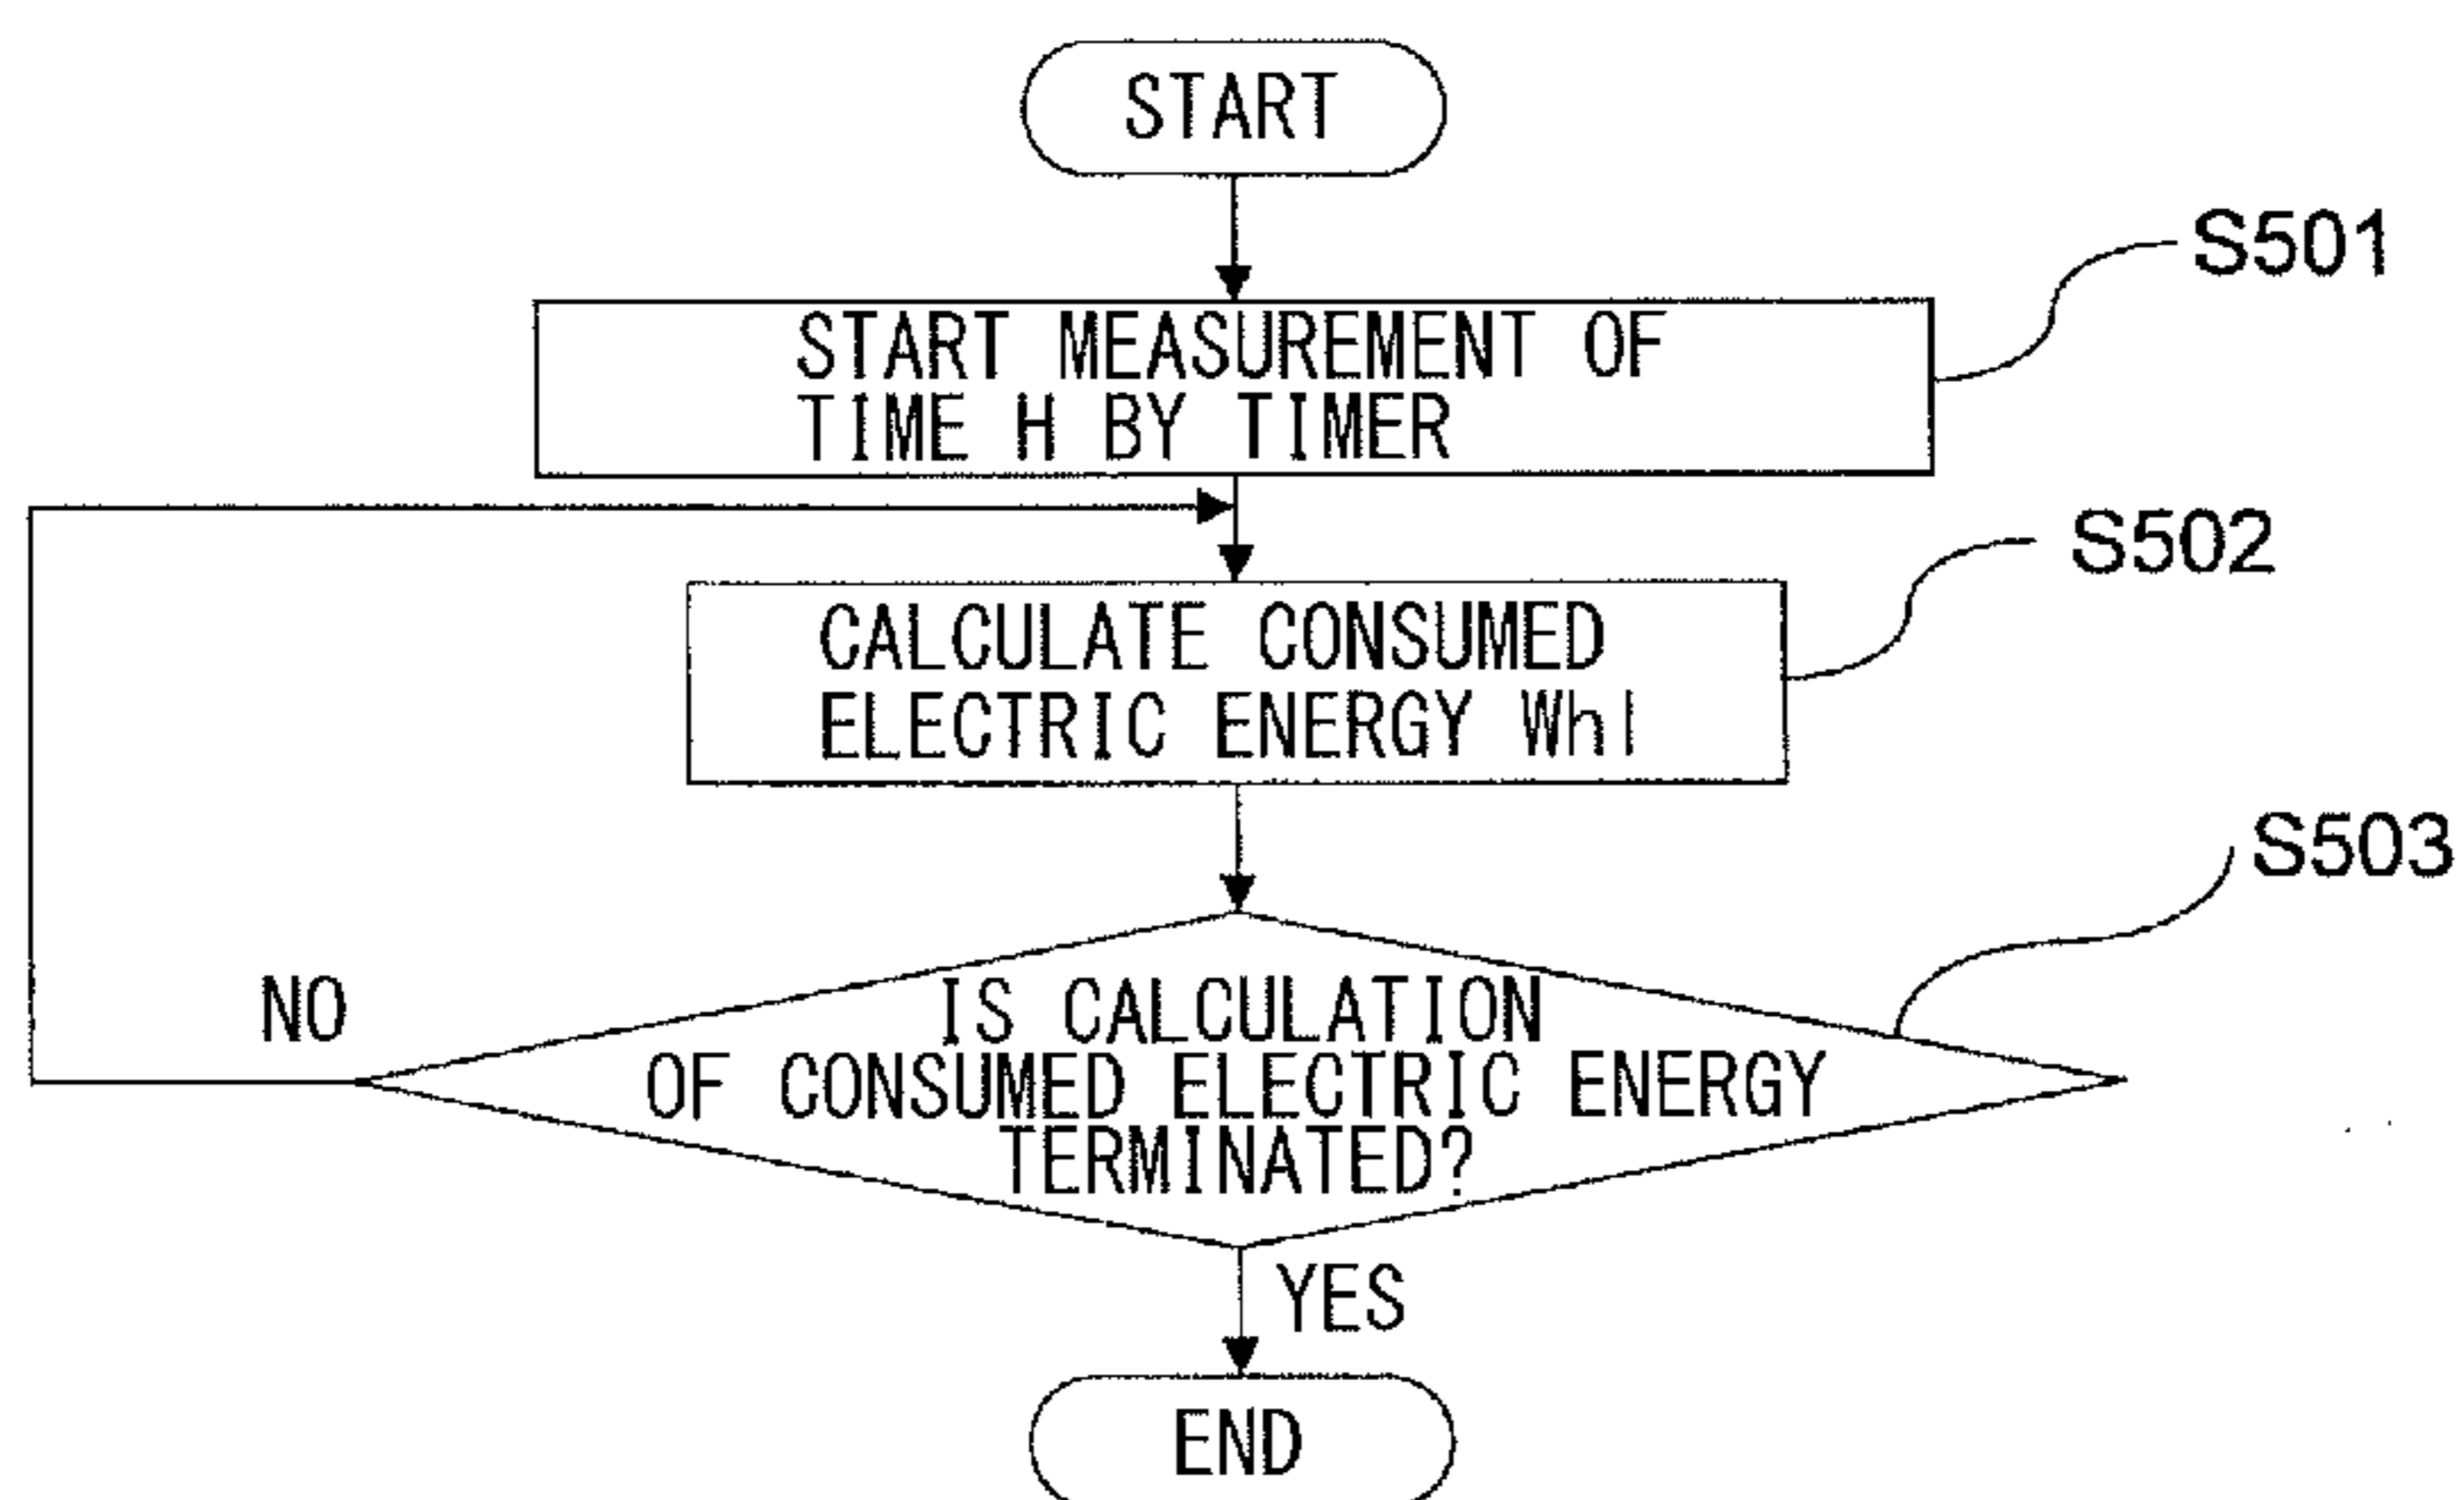 START
S501
START MEASUREMENT OF
TIME H BY TIMER
S502
CALCULATE CONSUMED
ELECTRIC ENERGY Whl
S503
NO
IS CALCULATION
OF CONSUMED ELECTRIC ENERGY
TERMINATED?
YES
END